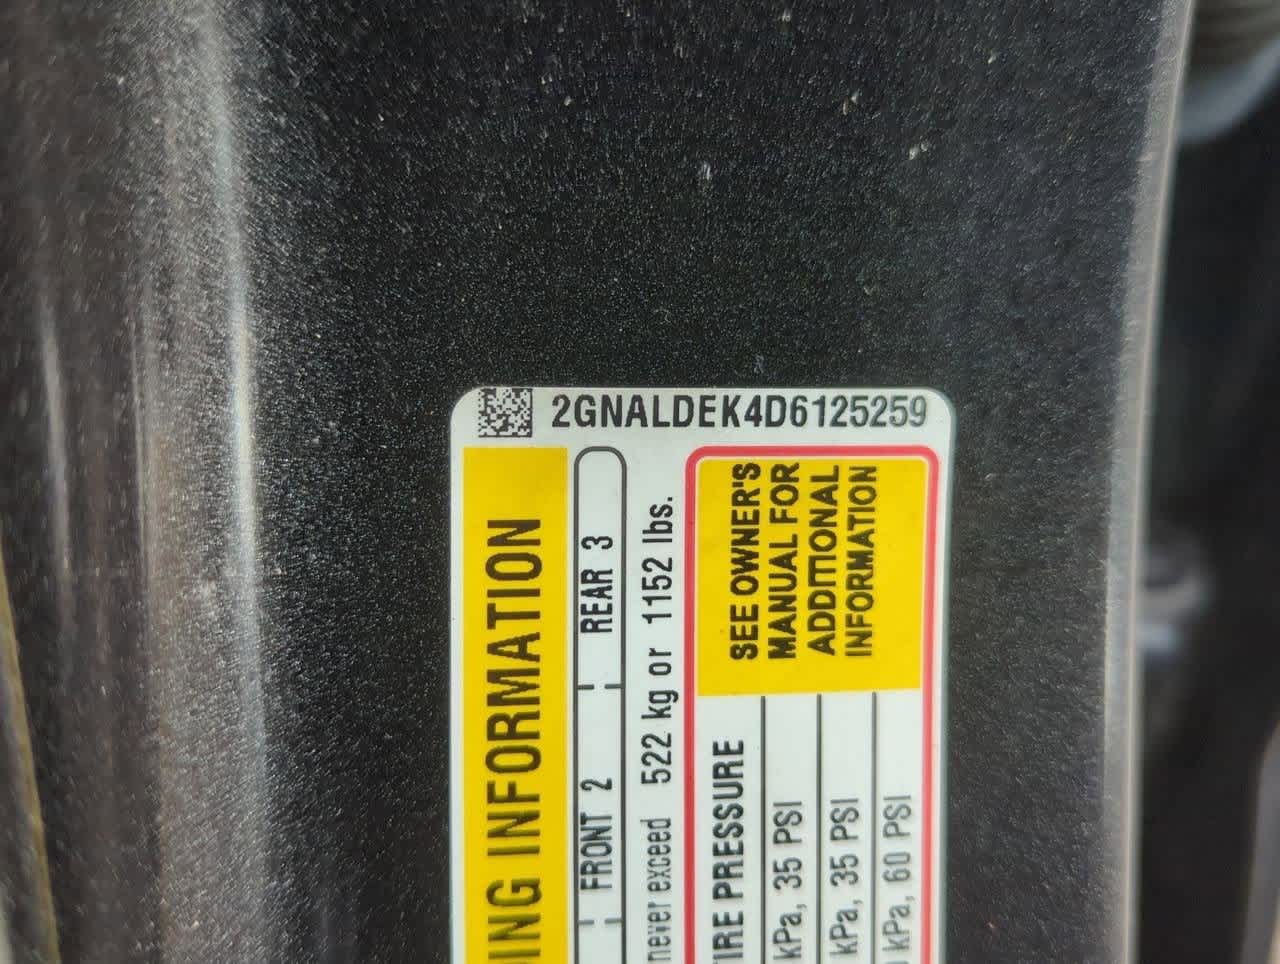 2GNALDEK4D6125259
DING INFORMATION
FRONT 2 REAR 3
never exceed 522 kg or 1152 lbs.
TIRE PRESSURE
SEE OWNER'S
MANUAL FOR
ADDITIONAL
INFORMATION
kPa, 35 PSI
kPa, 35 PSI
kPa, 60 PSI